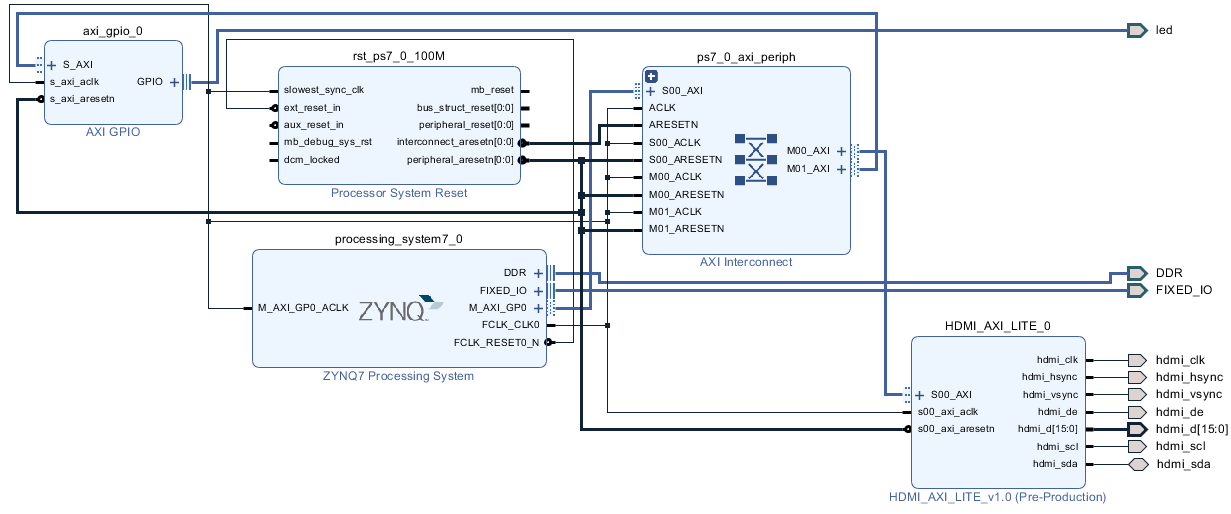 axi_gpio_0
S_AXI
s_axi_aclk
s_axi_aresetn
GPIO
AXI GPIO
led
rst_ps7_0_100M
slowest_sync_clk
ext_reset_in
aux_reset_in
mb_debug_sys_rst
dcm_locked
mb_reset
bus_struct_reset[0:0]
peripheral_reset[0:0]
interconnect_aresetn[0:0]
peripheral_aresetn[0:0]
Processor System Reset
ps7_0_axi_periph
S00_AXI
ACLK
ARESETN
S00_ACLK
S00_ARESETN
M00_ACLK
M00_ARESETN
M01_ACLK
M01_ARESETN
M00_AXI
M01_AXI
AXI Interconnect
processing_system7_0
M_AXI_GP0_ACLK
ZYNQ
DDR
FIXED_IO
M_AXI_GP0
FCLK_CLK0
FCLK_RESET0_N
ZYNQ7 Processing System
DDR
FIXED_IO
HDMI_AXI_LITE_0
S00_AXI
s00_axi_aclk
s00_axi_aresetn
hdmi_clk
hdmi_hsync
hdmi_vsync
hdmi_de
hdmi_d[15:0]
hdmi_scl
hdmi_sda
HDMI_AXI_LITE_v1.0 (Pre-Production)
hdmi_clk
hdmi_hsync
hdmi_vsync
hdmi_de
hdmi_d[15:0]
hdmi_scl
hdmi_sda